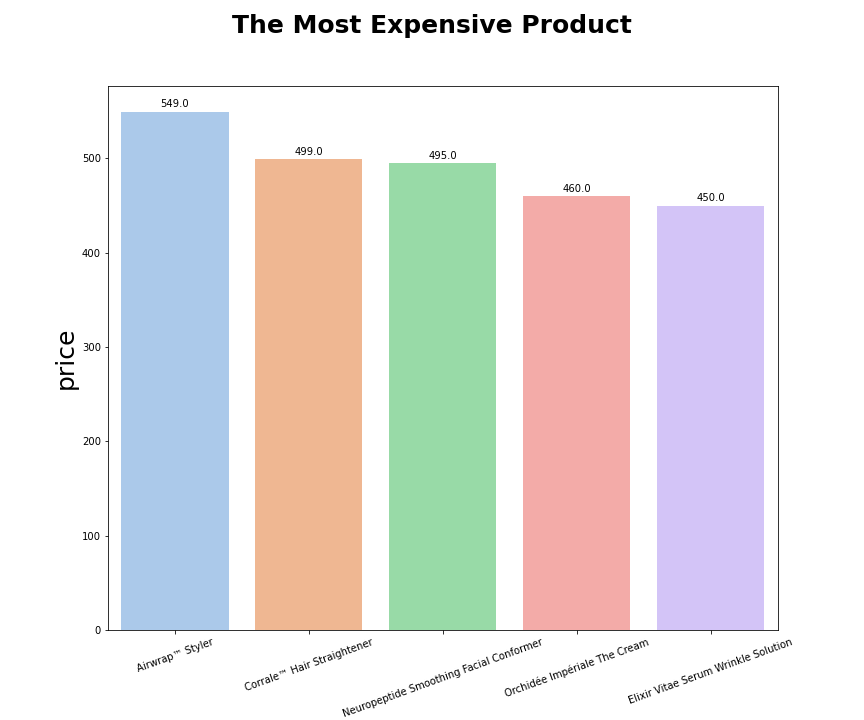 The Most Expensive Product
549.0
499.0
495.0
460.0
450.0
price
500
400
300
200
100
0
Airwrap™ Styler
Corrale™ Hair Straightener
Neuropeptide Smoothing Facial Conformer
Orchidée Impériale The Cream
Elixir Vitae Serum Wrinkle Solution